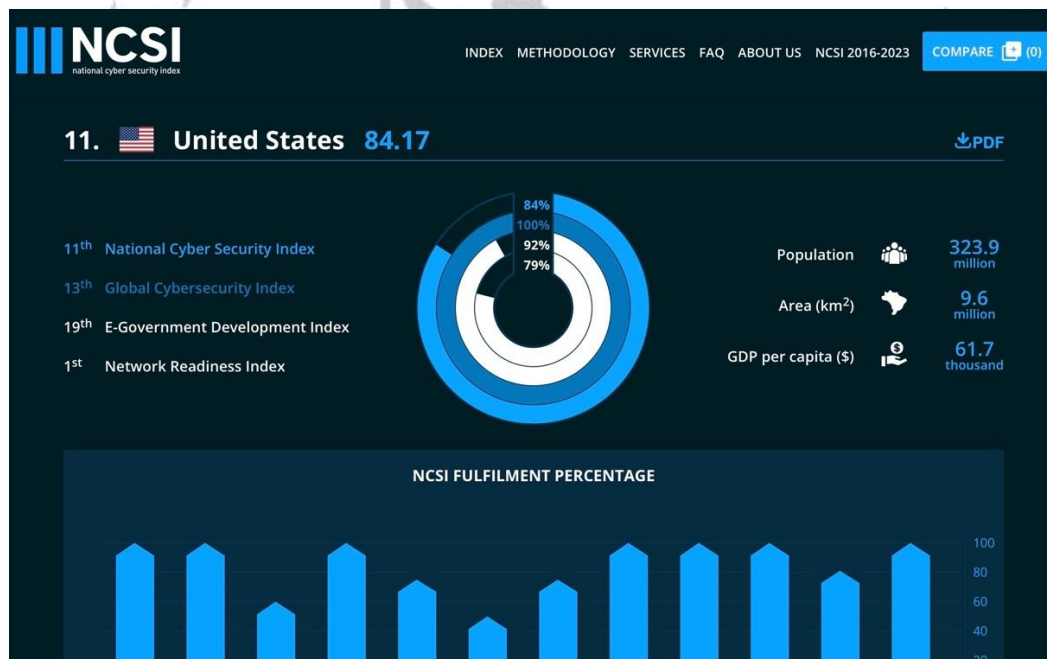 NCSI
national cyber security index
INDEX METHODOLOGY SERVICES FAQ ABOUT US NCSI 2016-2023 COMPARE (0)
11. United States 84.17
PDF
84%
100%
92%
79%
11th National Cyber Security Index
13th Global Cybersecurity Index
19th E-Government Development Index
1st Network Readiness Index
Population 323.9 million
Area (km²) 9.6 million
GDP per capita ($) 61.7 thousand
NCSI FULFILMENT PERCENTAGE
100
80
60
40
20